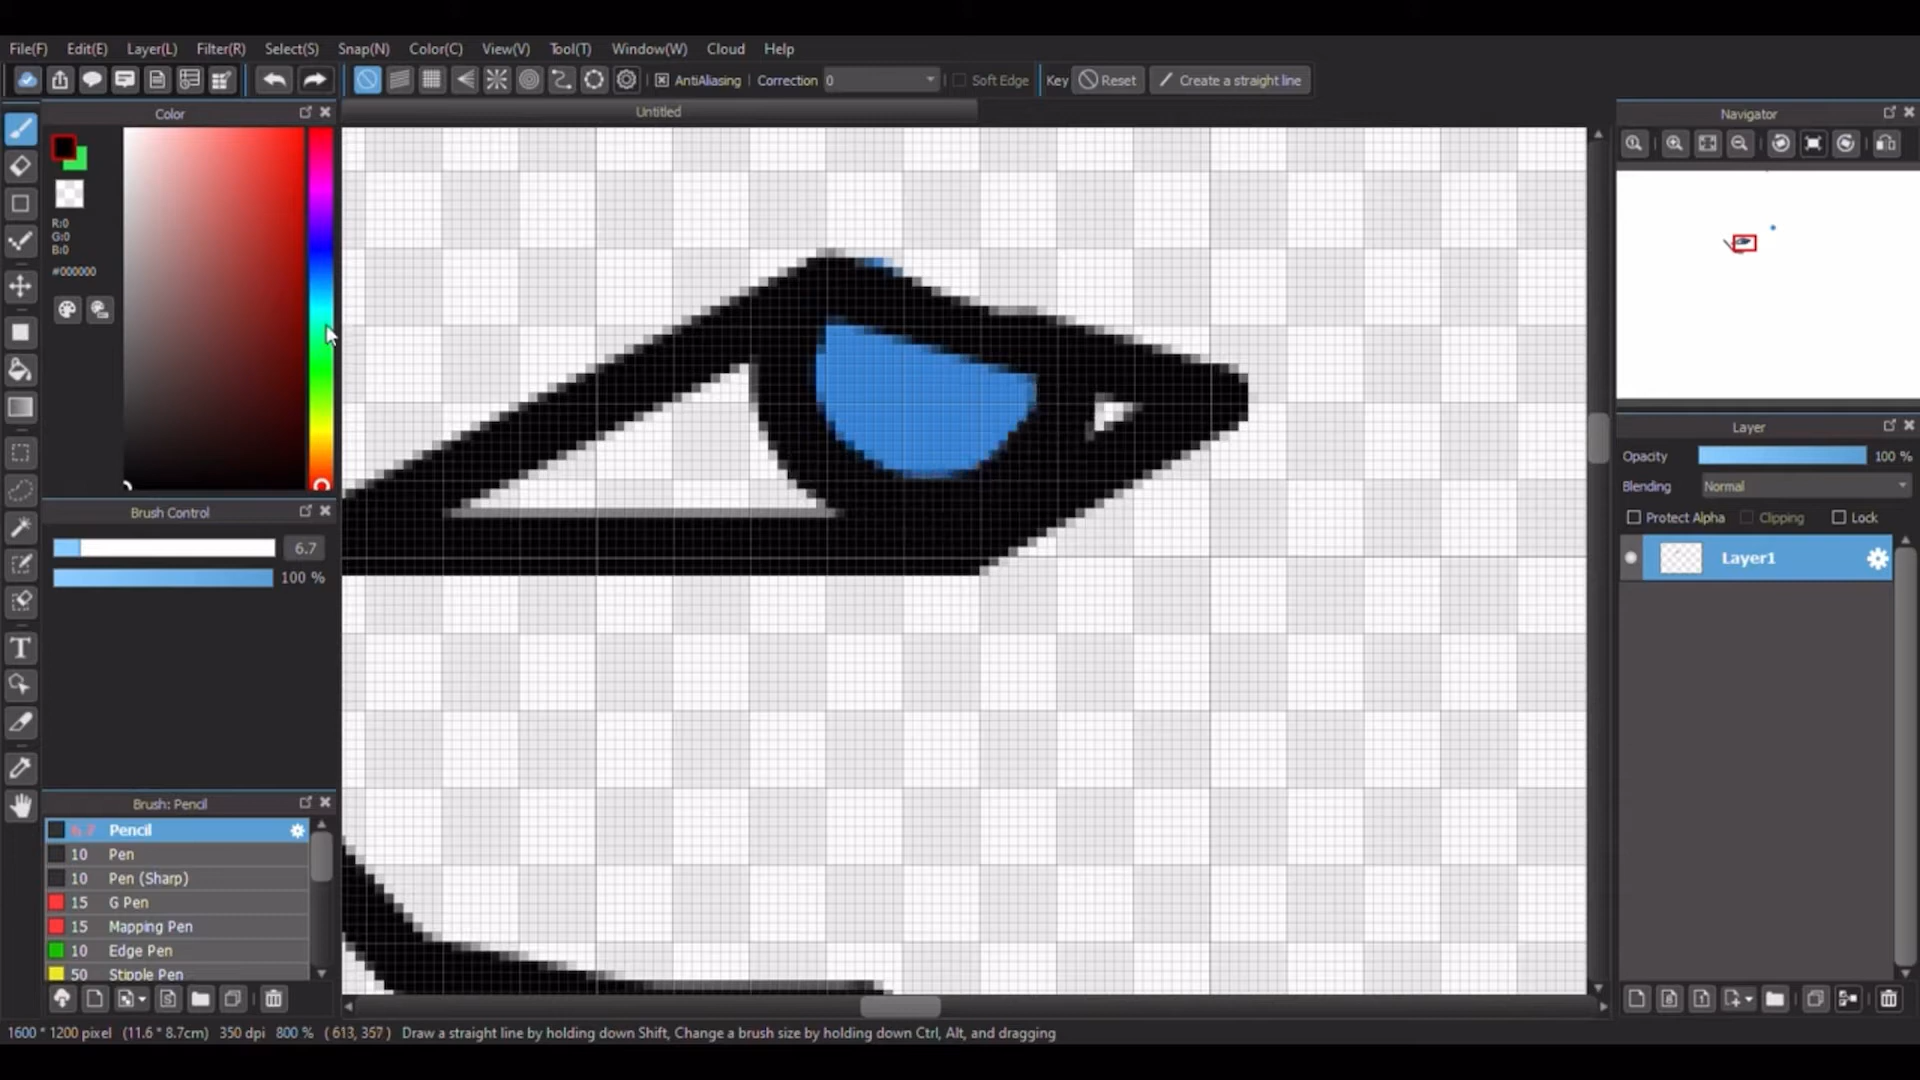 File(F) Edit(E) Layer(L) Filter(R) Select(S) Snap(N) Color(C) View(V) Tool(T) Window(W) Cloud Help
AntiAliasing Correction 0 Soft Edge Key Reset Create a straight line
Color
Untitled
Navigator
R:0
G:0
B:0
#000000
Layer
Opacity 100 %
Blending Normal
Protect Alpha Clipping Lock
Layer1
Brush Control
6.7
100 %
Brush: Pencil
6.7 Pencil
10 Pen
10 Pen (Sharp)
15 G Pen
15 Mapping Pen
10 Edge Pen
50 Stipple Pen
T
1600 * 1200 pixel (11.6 * 8.7cm) 350 dpi 800 % ( 613, 357 ) Draw a straight line by holding down Shift, Change a brush size by holding down Ctrl, Alt, and dragging